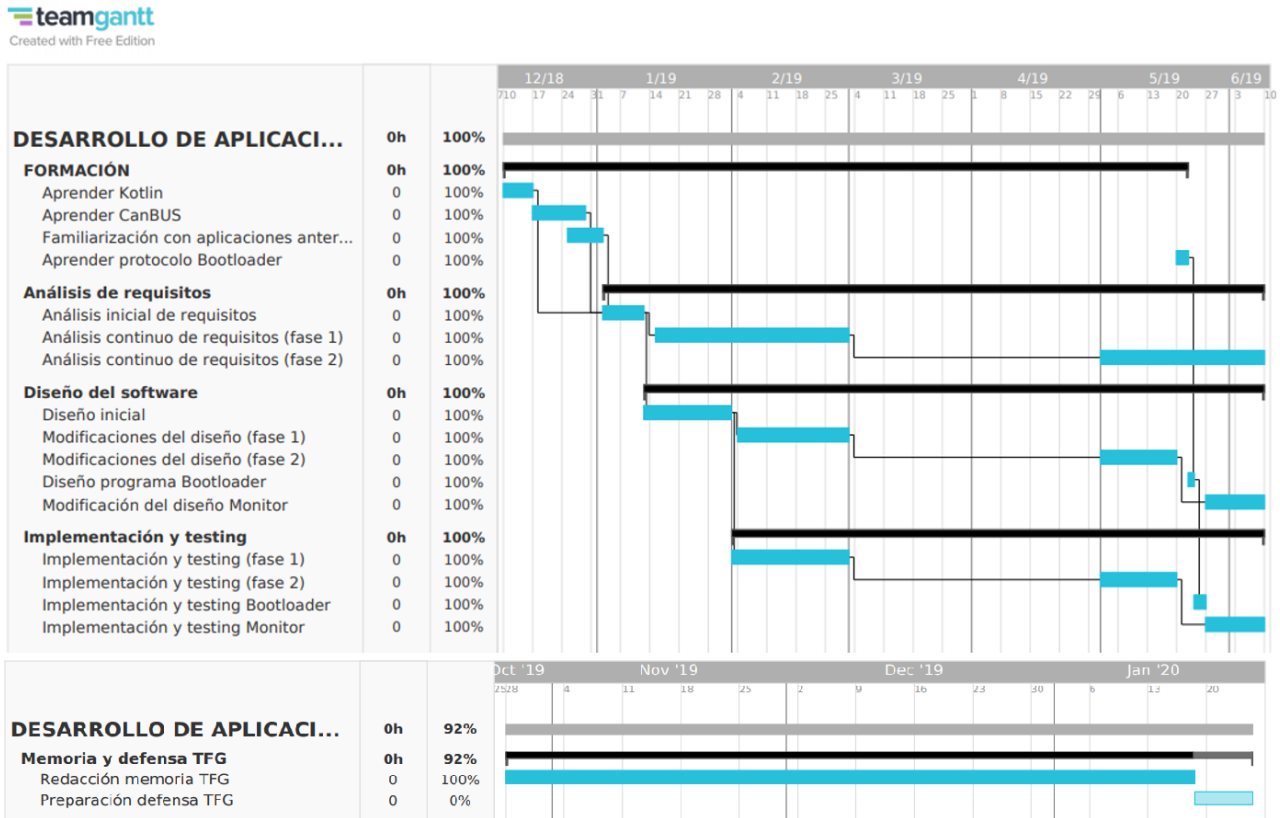 teamgantt
Created with Free Edition
12/18 1/19 2/19 3/19 4/19 5/19 6/19
7 10 17 24 31 7 14 21 28 4 11 18 25 4 11 18 25 1 8 15 22 29 6 13 20 27 3 10
DESARROLLO DE APLICACI... 0h 100%
FORMACIÓN 0h 100%
Aprender Kotlin 0 100%
Aprender CanBUS 0 100%
Familiarización con aplicaciones anter... 0 100%
Aprender protocolo Bootloader 0 100%
Análisis de requisitos 0h 100%
Análisis inicial de requisitos 0 100%
Análisis continuo de requisitos (fase 1) 0 100%
Análisis continuo de requisitos (fase 2) 0 100%
Diseño del software 0h 100%
Diseño inicial 0 100%
Modificaciones del diseño (fase 1) 0 100%
Modificaciones del diseño (fase 2) 0 100%
Diseño programa Bootloader 0 100%
Modificación del diseño Monitor 0 100%
Implementación y testing 0h 100%
Implementación y testing (fase 1) 0 100%
Implementación y testing (fase 2) 0 100%
Implementación y testing Bootloader 0 100%
Implementación y testing Monitor 0 100%
Oct '19 Nov '19 Dec '19 Jan '20
25 28 4 11 18 25 2 9 16 23 30 6 13 20
DESARROLLO DE APLICACI... 0h 92%
Memoria y defensa TFG 0h 92%
Redacción memoria TFG 0 100%
Preparación defensa TFG 0 0%